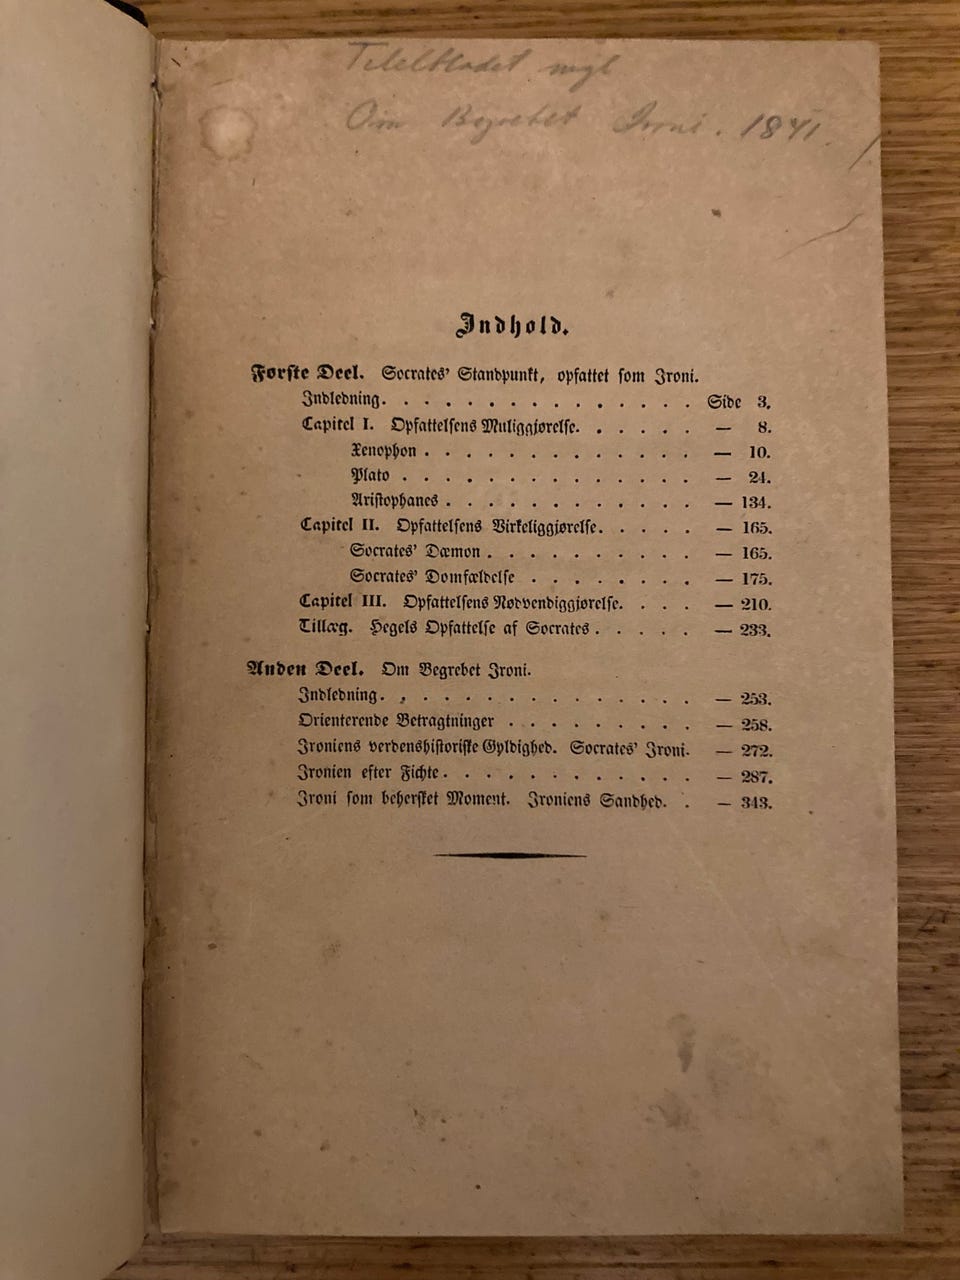 Titelbladet mgl
Om Begrebet Ironi. 1841.
Indhold.
Første Deel. Socrates' Standpunkt, opfattet som Ironi.
Indledning. . . . . . . . . . . . . . . Side 3.
Capitel I. Opfattelsens Muliggjørelse. . . . . . — 8.
Xenophon . . . . . . . . . . . . . — 10.
Plato . . . . . . . . . . . . . . — 24.
Aristophanes . . . . . . . . . . . . — 134.
Capitel II. Opfattelsens Virkeliggjørelse. . . . . — 165.
Socrates' Dæmon . . . . . . . . . . — 165.
Socrates' Domfældelse . . . . . . . . — 175.
Capitel III. Opfattelsens Nødvendiggjørelse. . . . — 210.
Tillæg. Hegels Opfattelse af Socrates . . . . . — 233.
Anden Deel. Om Begrebet Ironi.
Indledning. . . . . . . . . . . . . . . — 253.
Orienterende Betragtninger . . . . . . . . . — 258.
Ironiens verdenshistoriske Gyldighed. Socrates' Ironi. — 272.
Ironien efter Fichte . . . . . . . . . . . . — 287.
Ironi som behersket Moment. Ironiens Sandhed. . — 343.